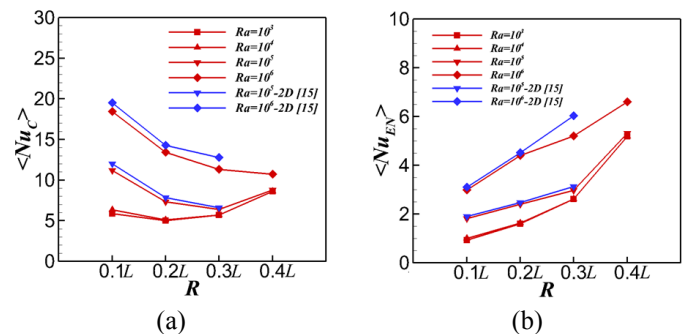 (a)
30
25
20
15
10
5
0
<Nu_C>
Ra=10³
Ra=10⁴
Ra=10⁵
Ra=10⁶
Ra=10⁵-2D [15]
Ra=10⁶-2D [15]
0.1L 0.2L 0.3L 0.4L
R
(a)
10
8
6
4
2
0
<Nu_EN>
Ra=10³
Ra=10⁴
Ra=10⁵
Ra=10⁶
Ra=10⁵-2D [15]
Ra=10⁶-2D [15]
0.1L 0.2L 0.3L 0.4L
R
(b)